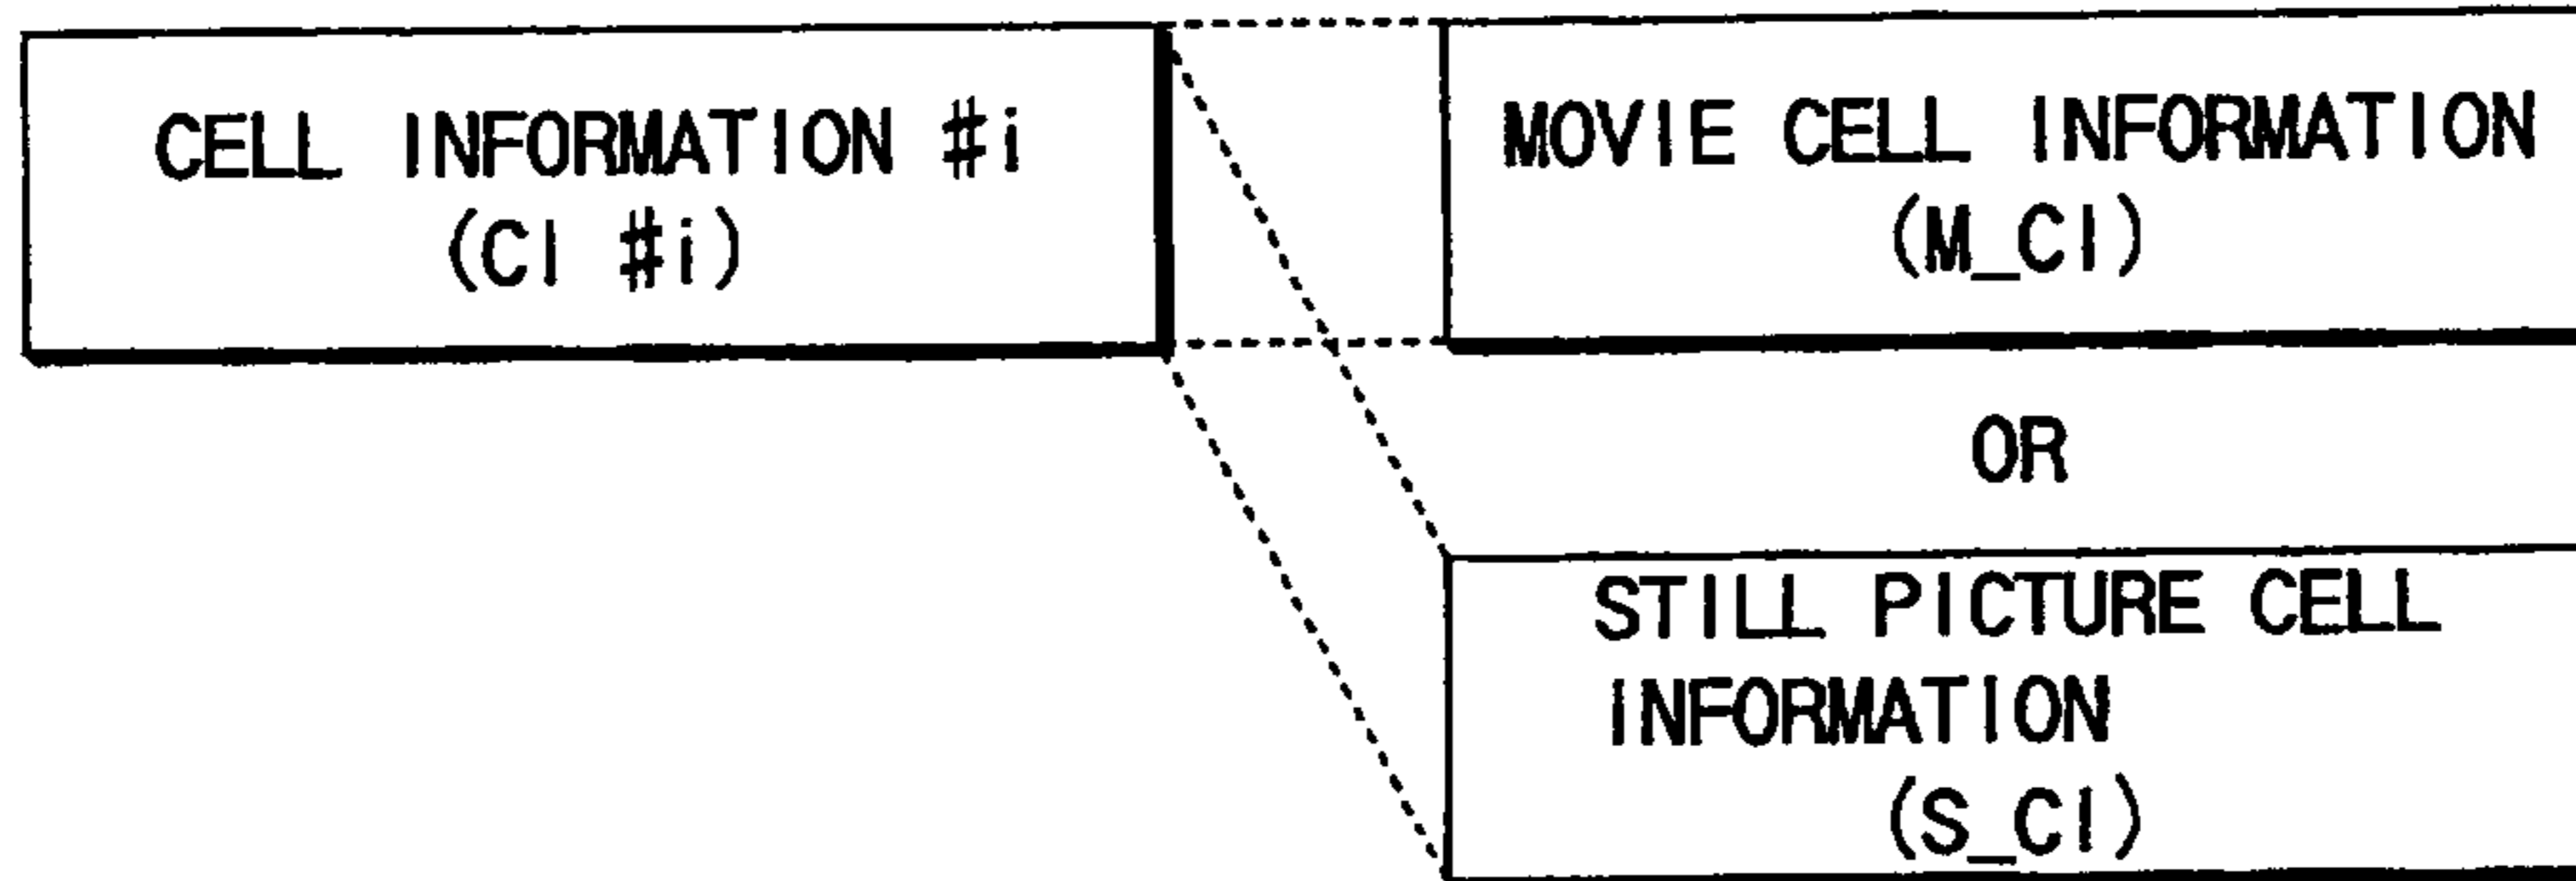 CELL INFORMATION #i
(CI #i)
MOVIE CELL INFORMATION
(M_CI)
OR
STILL PICTURE CELL
INFORMATION
(S_CI)